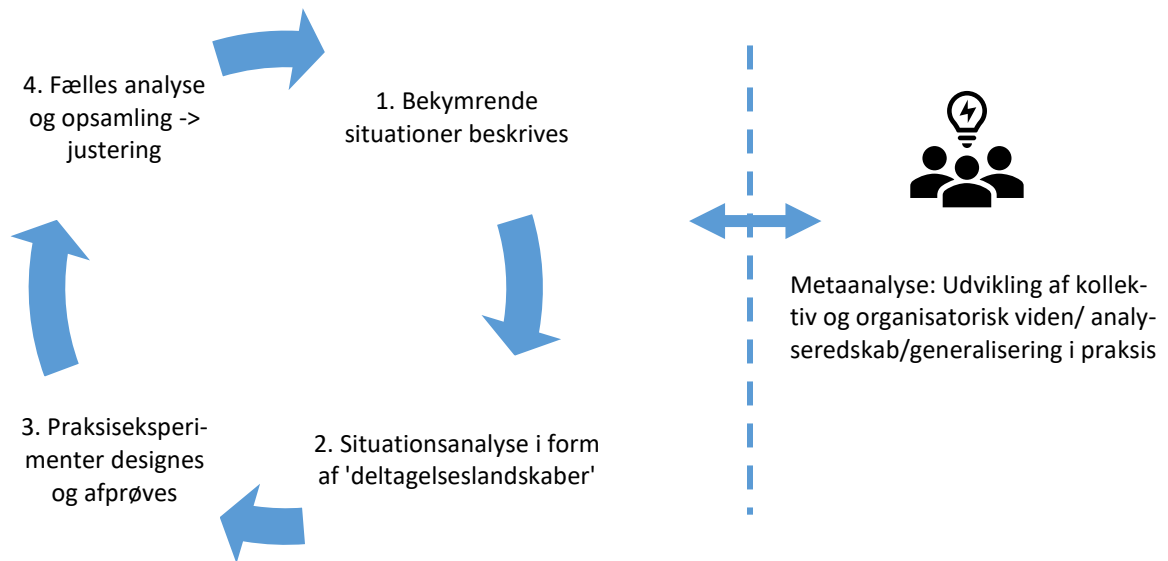 1. Bekymrende
situationer beskrives
2. Situationsanalyse i form
af 'deltagelseslandskaber'
3. Praksiseksperi-
menter designes
og afprøves
4. Fælles analyse
og opsamling ->
justering
Metaanalyse: Udvikling af kollek-
tiv og organisatorisk viden/ analy-
seredskab/generalisering i praksis